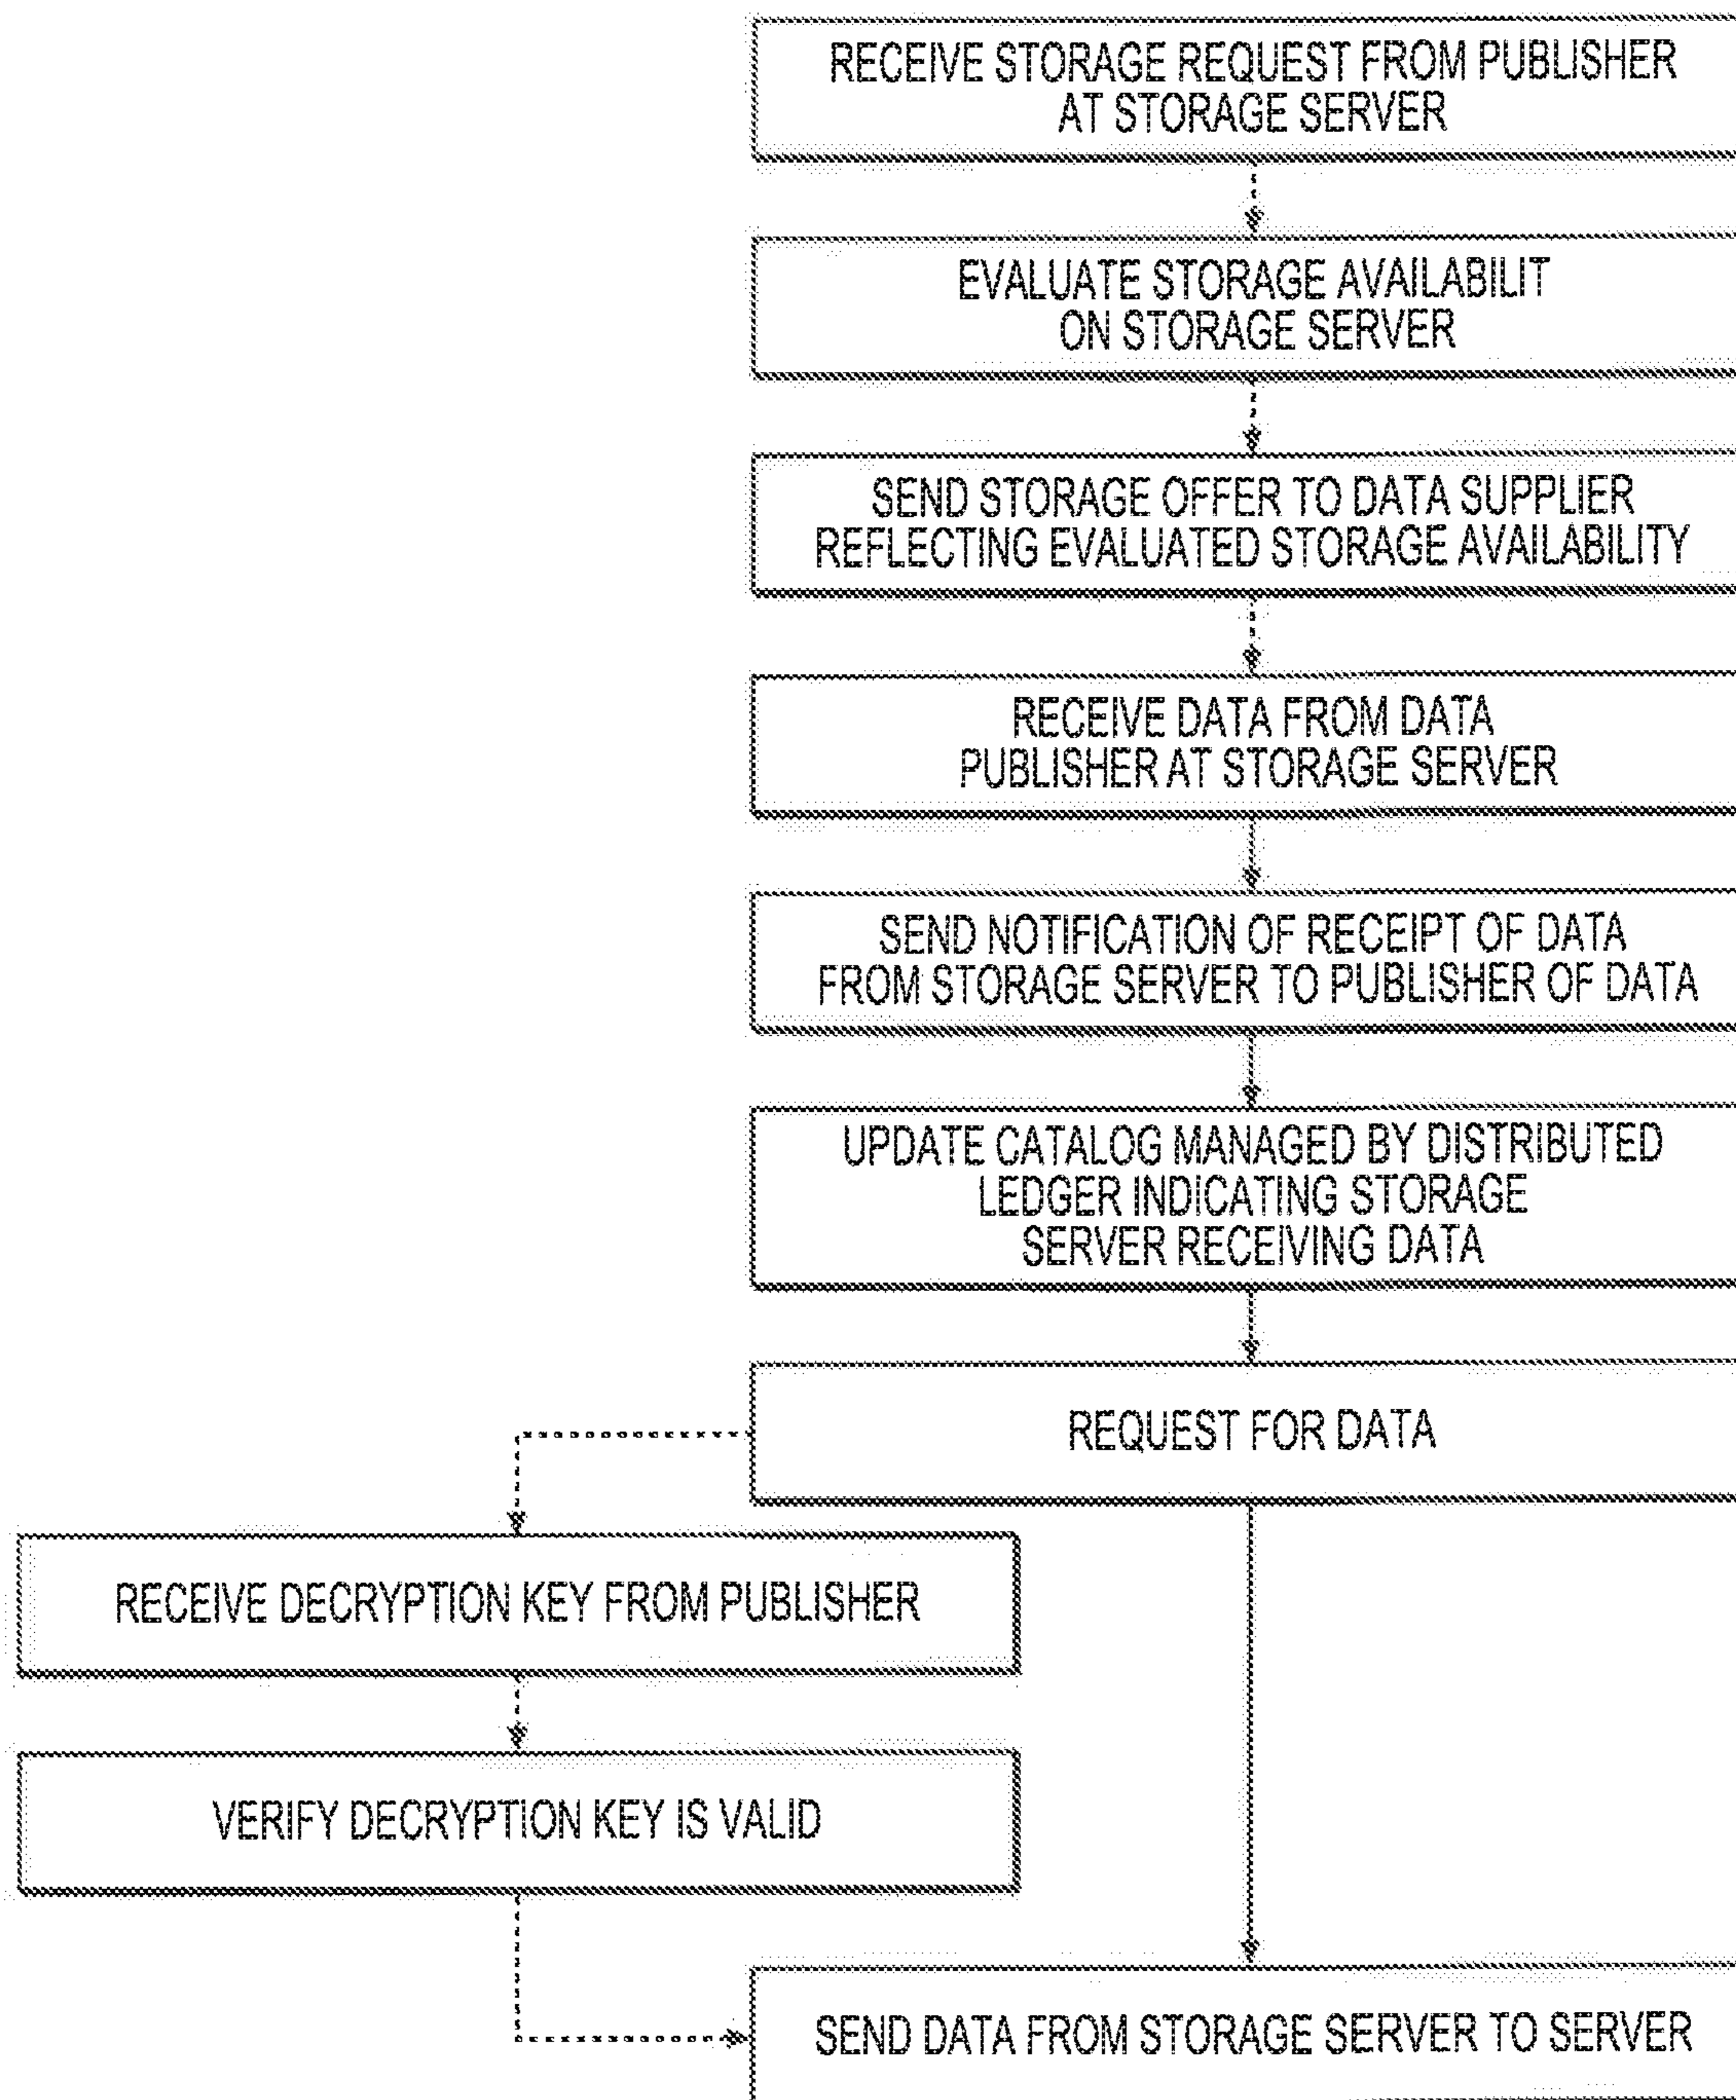 RECEIVE STORAGE REQUEST FROM PUBLISHER
AT STORAGE SERVER
EVALUATE STORAGE AVAILABILIT
ON STORAGE SERVER
SEND STORAGE OFFER TO DATA SUPPLIER
REFLECTING EVALUATED STORAGE AVAILABILITY
RECEIVE DATA FROM DATA
PUBLISHER AT STORAGE SERVER
SEND NOTIFICATION OF RECEIPT OF DATA
FROM STORAGE SERVER TO PUBLISHER OF DATA
UPDATE CATALOG MANAGED BY DISTRIBUTED
LEDGER INDICATING STORAGE
SERVER RECEIVING DATA
REQUEST FOR DATA
RECEIVE DECRYPTION KEY FROM PUBLISHER
VERIFY DECRYPTION KEY IS VALID
SEND DATA FROM STORAGE SERVER TO SERVER